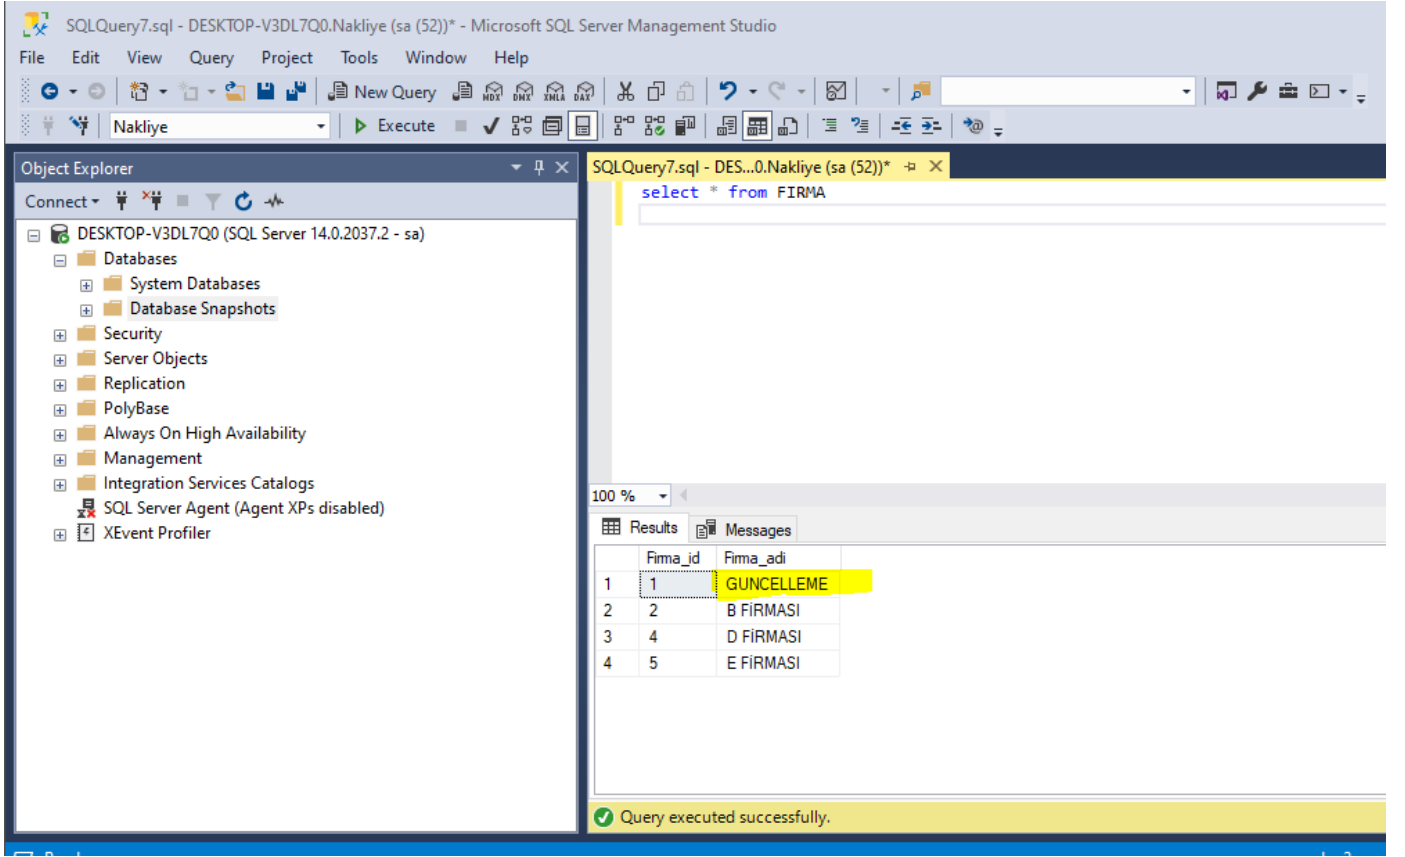 SQLQuery7.sql - DESKTOP-V3DL7Q0.Nakliye (sa (52))* - Microsoft SQL Server Management Studio
File Edit View Query Project Tools Window Help
New Query MDX DMX XMLA DAX
Nakliye Execute
Object Explorer
Connect
DESKTOP-V3DL7Q0 (SQL Server 14.0.2037.2 - sa)
Databases
System Databases
Database Snapshots
Security
Server Objects
Replication
PolyBase
Always On High Availability
Management
Integration Services Catalogs
SQL Server Agent (Agent XPs disabled)
XEvent Profiler
SQLQuery7.sql - DES...0.Nakliye (sa (52))*
select * from FIRMA
100 %
Results Messages
Firma_id Firma_adi
1 1 GUNCELLEME
2 2 B FİRMASI
3 4 D FİRMASI
4 5 E FİRMASI
Query executed successfully.